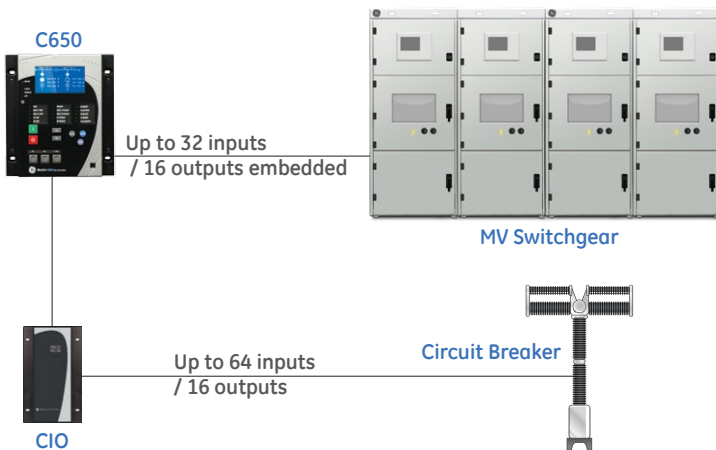 C650
Up to 32 inputs
/ 16 outputs embedded
MV Switchgear
Circuit Breaker
Up to 64 inputs
/ 16 outputs
CIO